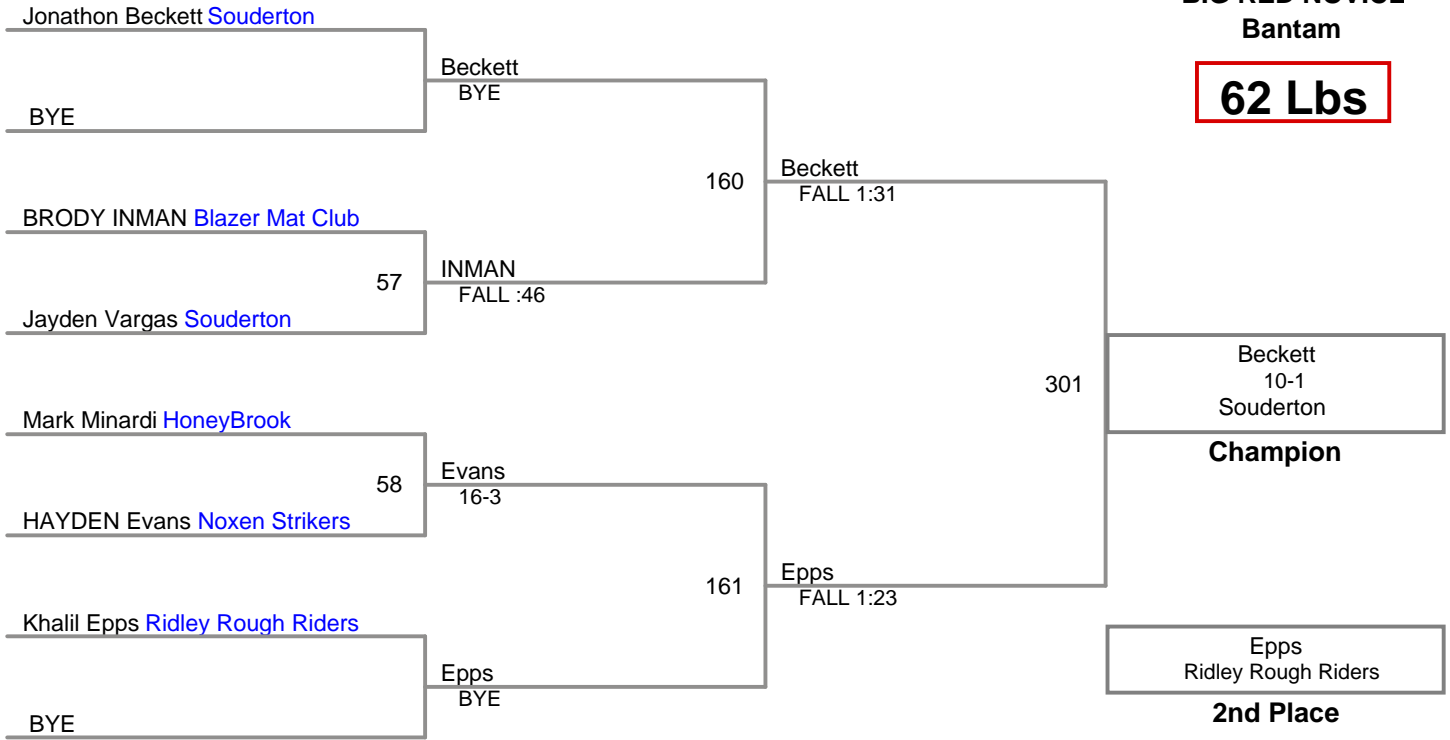 Bantam
62 Lbs
Jonathon Beckett Souderton
Beckett
BYE
BYE
160
Beckett
FALL 1:31
BRODY INMAN Blazer Mat Club
57
INMAN
FALL :46
Jayden Vargas Souderton
301
Beckett
10-1
Souderton
Champion
Mark Minardi HoneyBrook
58
Evans
16-3
HAYDEN Evans Noxen Strikers
161
Epps
FALL 1:23
Khalil Epps Ridley Rough Riders
Epps
BYE
BYE
Epps
Ridley Rough Riders
2nd Place